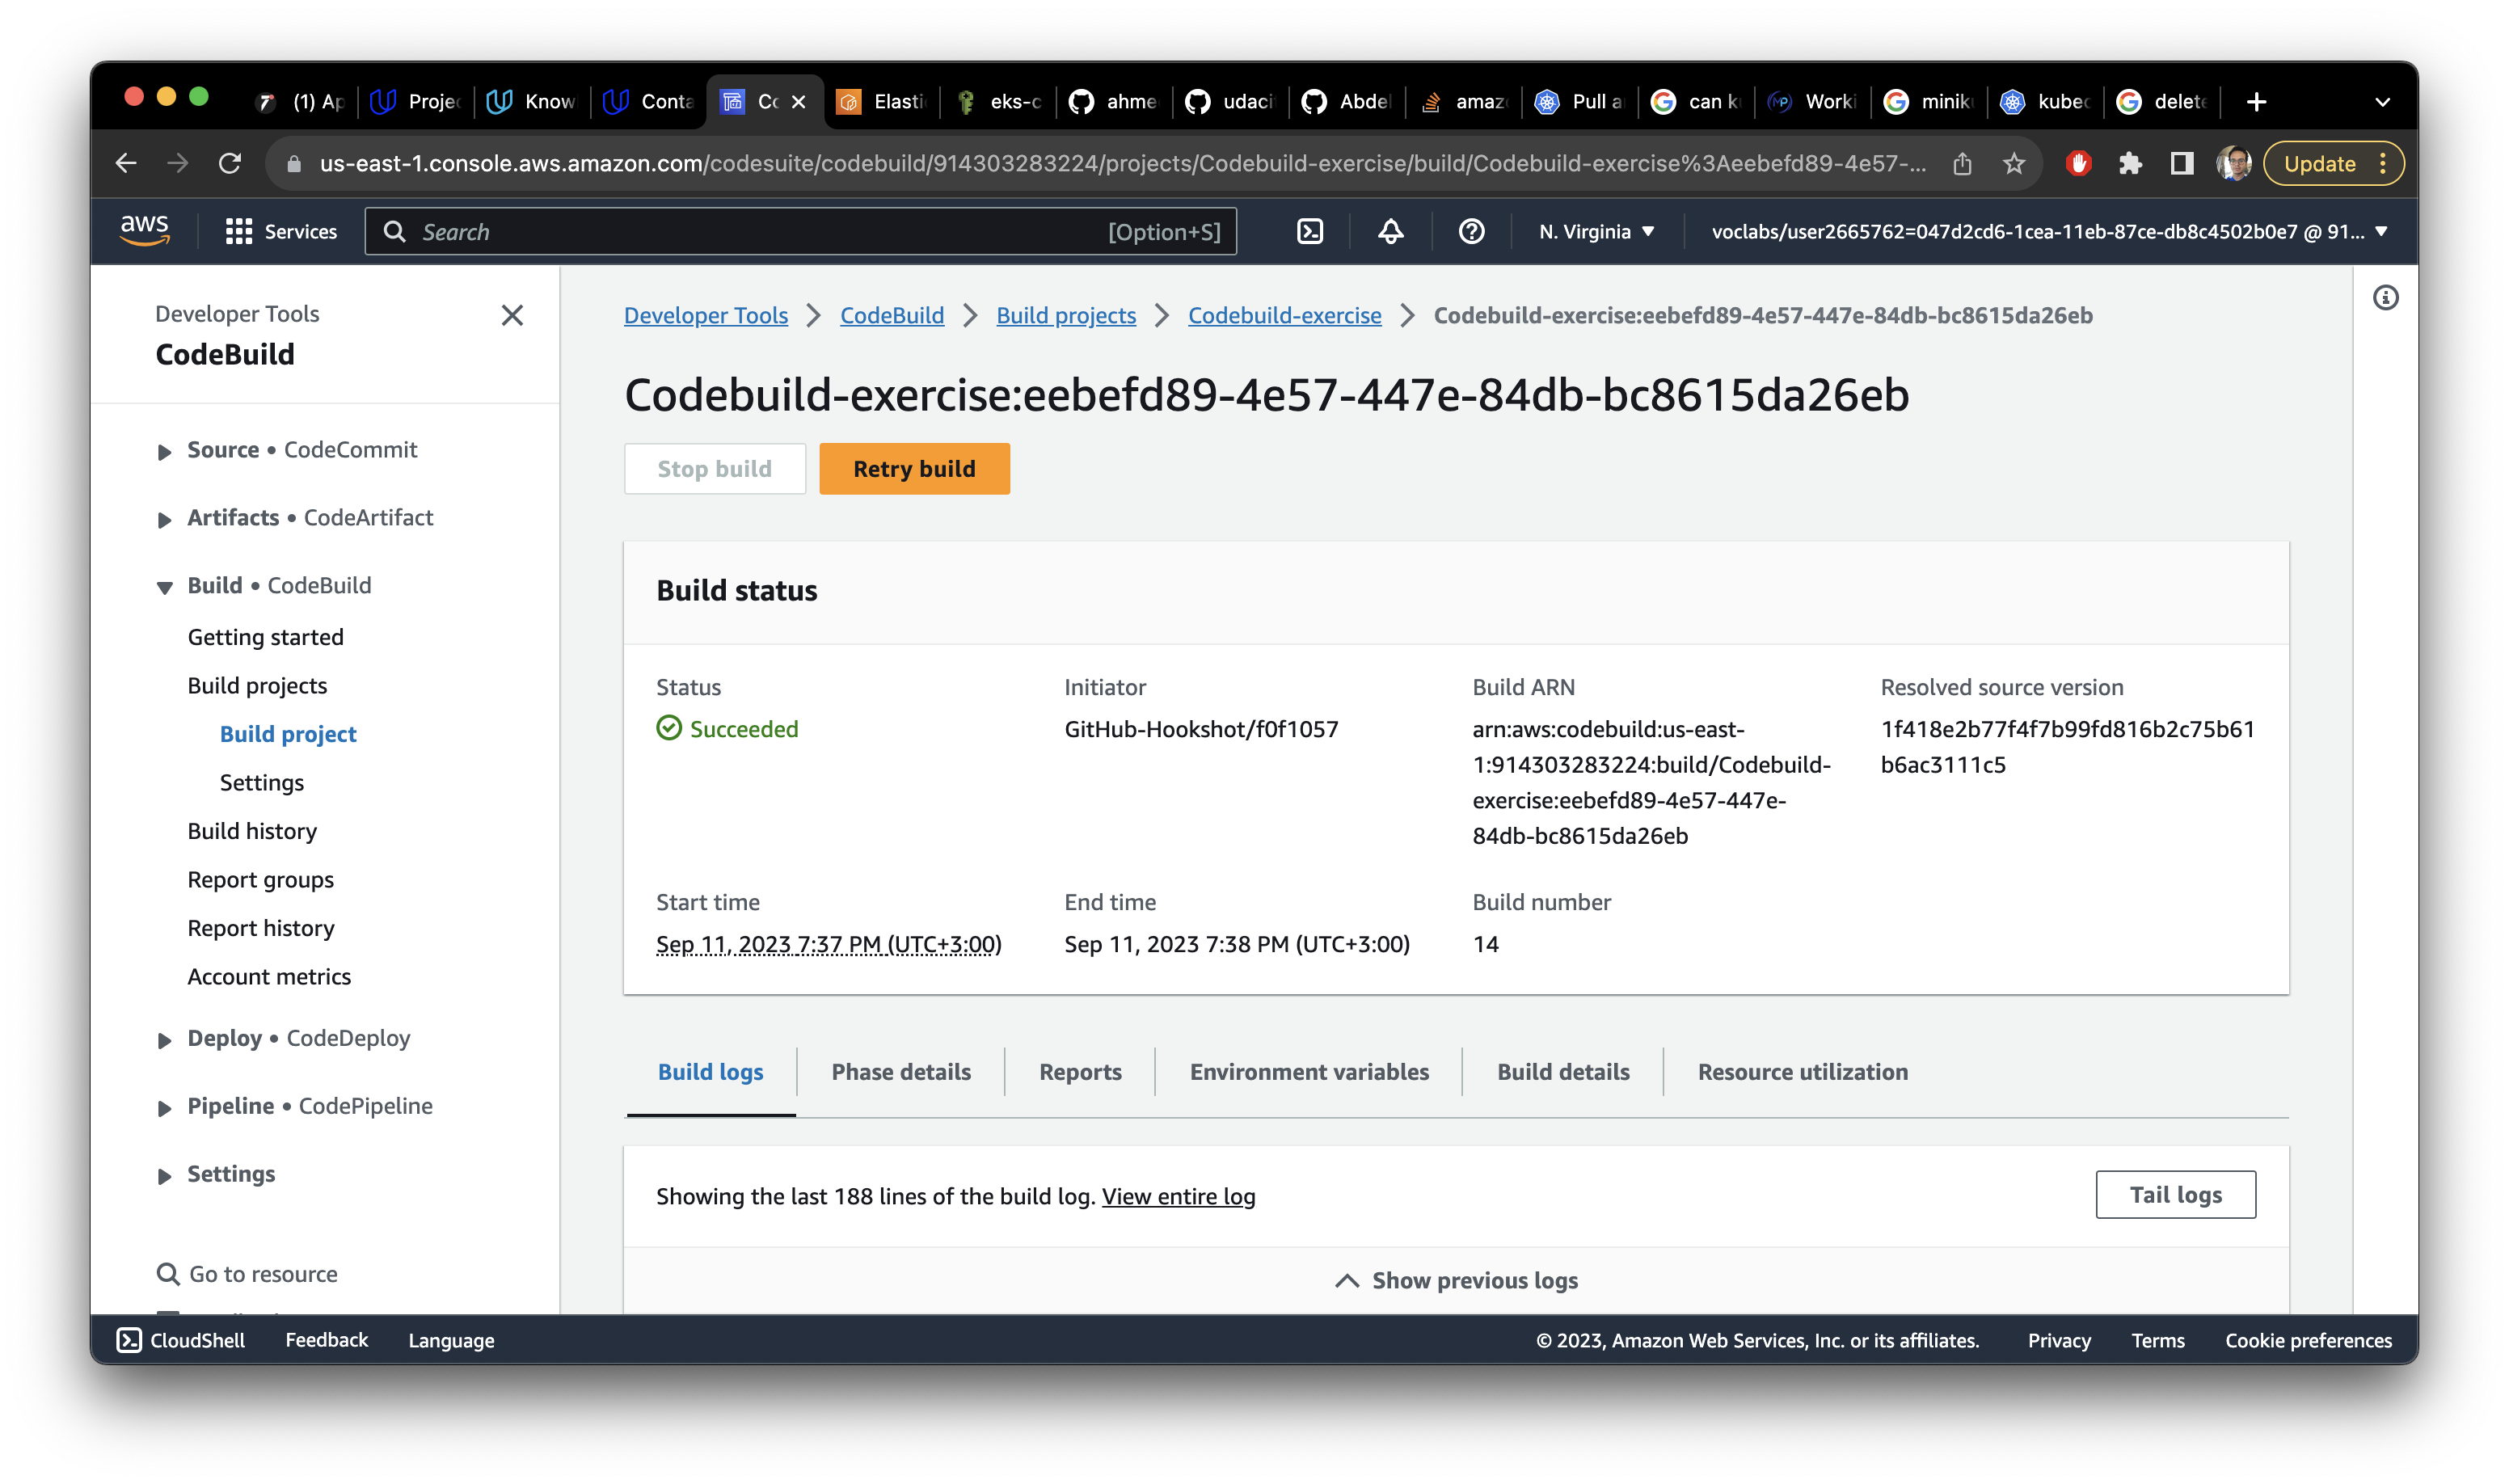 (1) Ap
Projec
Know
Conta
Co
Elasti
eks-c
ahme
udaci
Abdel
amaz
Pull a
can k
Worki
minik
kubec
delete
us-east-1.console.aws.amazon.com/codesuite/codebuild/914303283224/projects/Codebuild-exercise/build/Codebuild-exercise%3Aeebefd89-4e57-...
Update
aws
Services
Search
[Option+S]
N. Virginia
voclabs/user2665762=047d2cd6-1cea-11eb-87ce-db8c4502b0e7 @ 91...
Developer Tools
CodeBuild
Source • CodeCommit
Artifacts • CodeArtifact
Build • CodeBuild
Getting started
Build projects
Build project
Settings
Build history
Report groups
Report history
Account metrics
Deploy • CodeDeploy
Pipeline • CodePipeline
Settings
Go to resource
Developer Tools
CodeBuild
Build projects
Codebuild-exercise
Codebuild-exercise:eebefd89-4e57-447e-84db-bc8615da26eb
Codebuild-exercise:eebefd89-4e57-447e-84db-bc8615da26eb
Stop build
Retry build
Build status
Status
Succeeded
Initiator
GitHub-Hookshot/f0f1057
Build ARN
arn:aws:codebuild:us-east-
1:914303283224:build/Codebuild-
exercise:eebefd89-4e57-447e-
84db-bc8615da26eb
Resolved source version
1f418e2b77f4f7b99fd816b2c75b61
b6ac3111c5
Start time
Sep 11, 2023 7:37 PM (UTC+3:00)
End time
Sep 11, 2023 7:38 PM (UTC+3:00)
Build number
14
Build logs
Phase details
Reports
Environment variables
Build details
Resource utilization
Showing the last 188 lines of the build log. View entire log
Tail logs
Show previous logs
CloudShell
Feedback
Language
© 2023, Amazon Web Services, Inc. or its affiliates.
Privacy
Terms
Cookie preferences